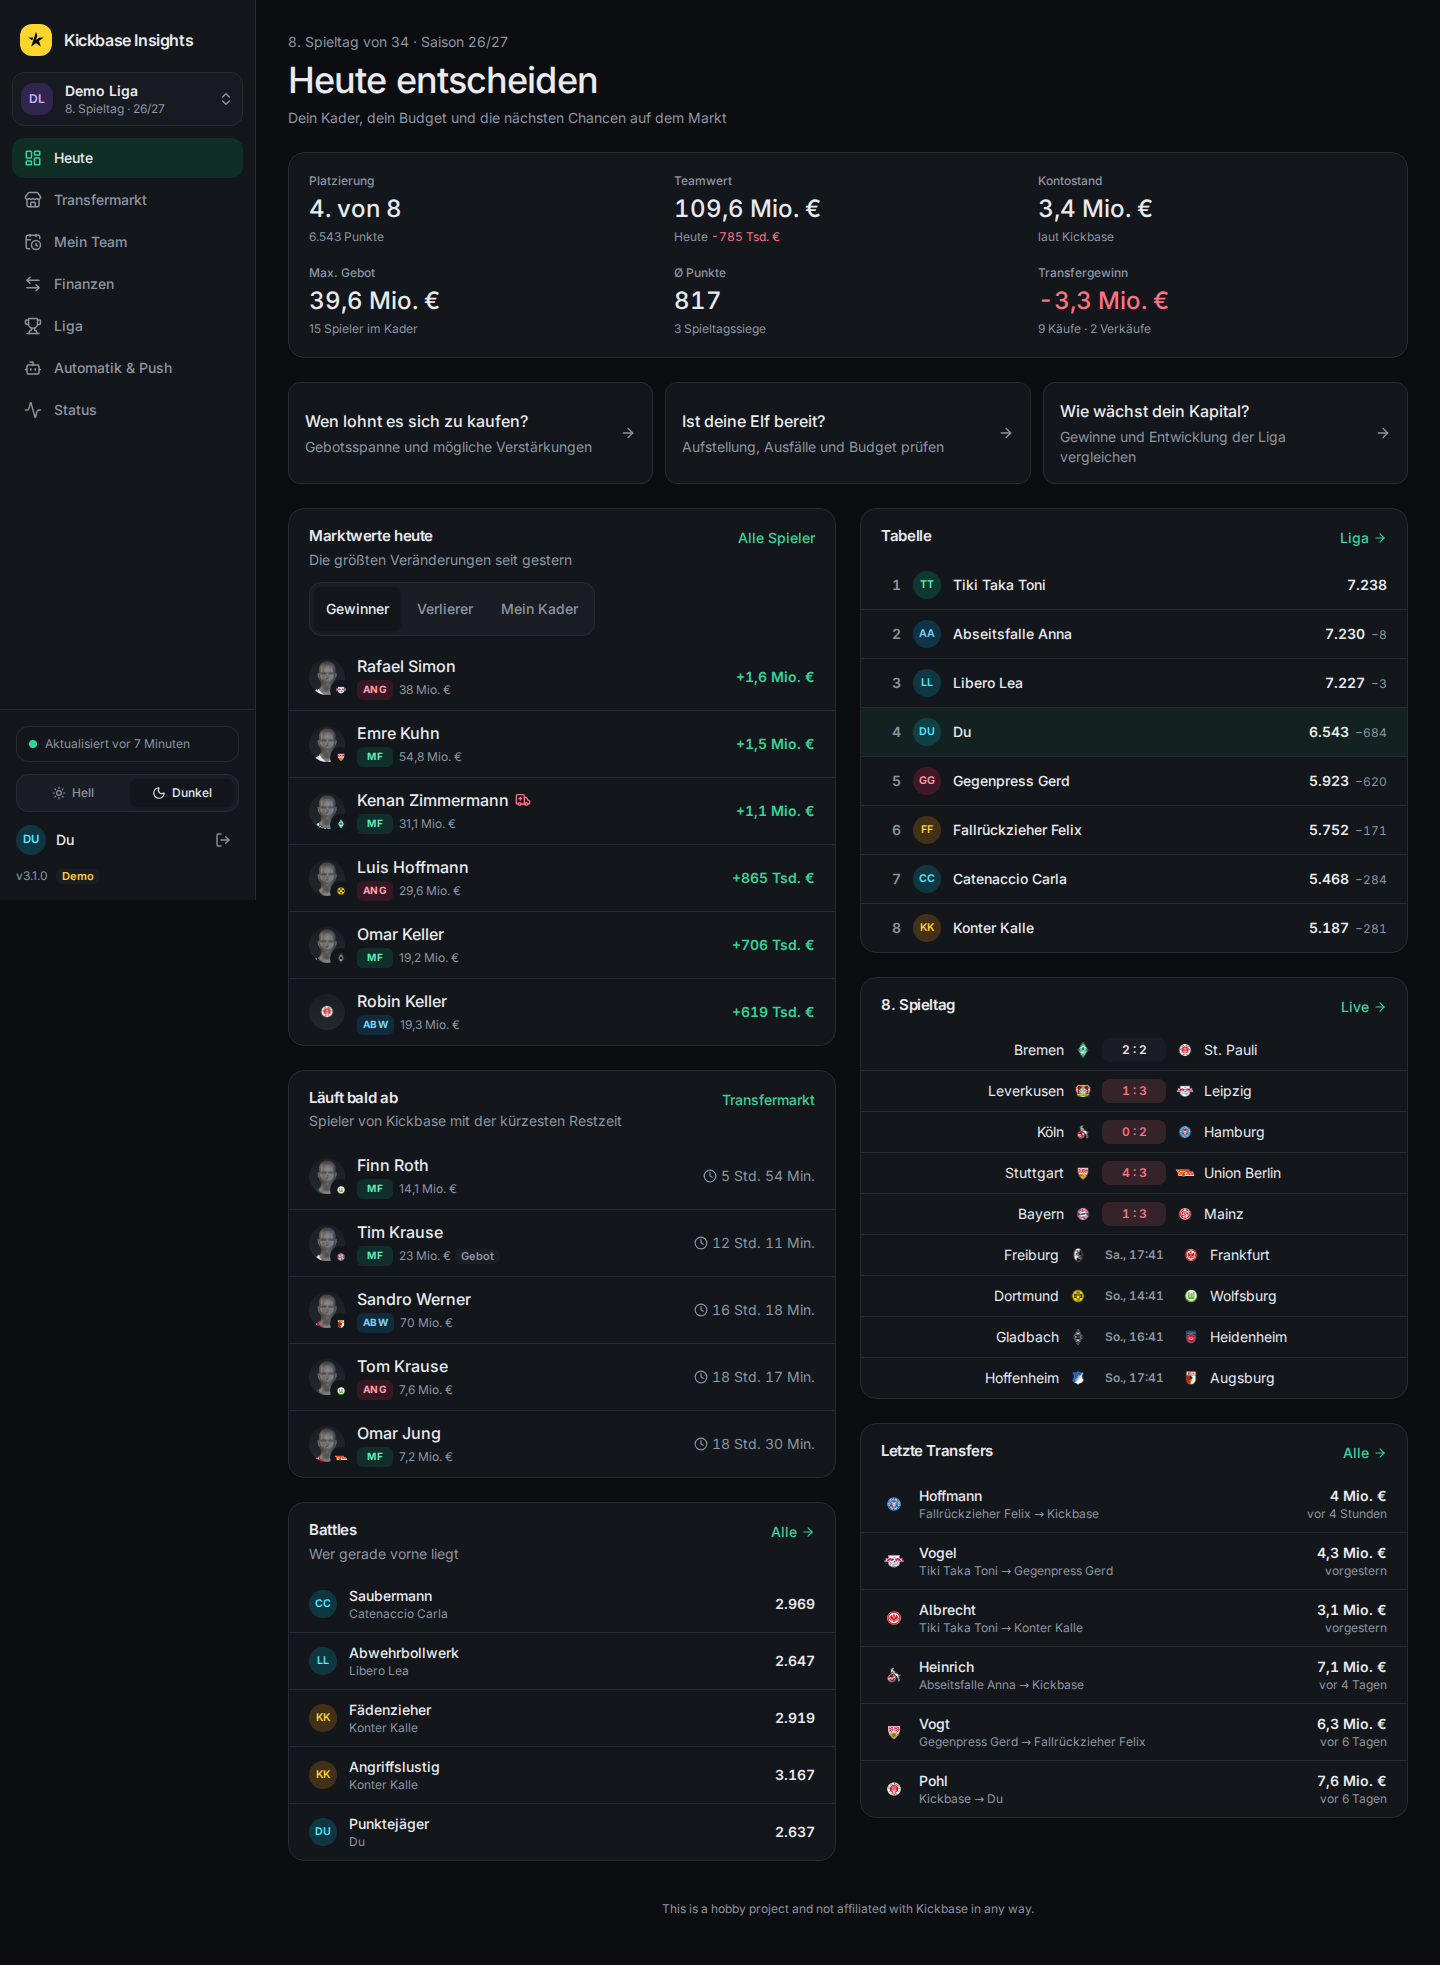 Kickbase Insights
DL
Demo Liga
8. Spieltag · 26/27
Heute
Transfermarkt
Mein Team
Finanzen
Liga
Automatik & Push
Status
Aktualisiert vor 7 Minuten
Hell
Dunkel
DU
Du
v3.1.0
Demo
8. Spieltag von 34 · Saison 26/27
Heute entscheiden
Dein Kader, dein Budget und die nächsten Chancen auf dem Markt
Platzierung
4. von 8
6.543 Punkte
Teamwert
109,6 Mio. €
Heute -785 Tsd. €
Kontostand
3,4 Mio. €
laut Kickbase
Max. Gebot
39,6 Mio. €
15 Spieler im Kader
Ø Punkte
817
3 Spieltagssiege
Transfergewinn
-3,3 Mio. €
9 Käufe · 2 Verkäufe
Wen lohnt es sich zu kaufen?
Gebotsspanne und mögliche Verstärkungen
Ist deine Elf bereit?
Aufstellung, Ausfälle und Budget prüfen
Wie wächst dein Kapital?
Gewinne und Entwicklung der Liga
vergleichen
Marktwerte heute
Alle Spieler
Die größten Veränderungen seit gestern
Gewinner
Verlierer
Mein Kader
Rafael Simon
ANG 38 Mio. €
+1,6 Mio. €
Emre Kuhn
MF 54,8 Mio. €
+1,5 Mio. €
Kenan Zimmermann
MF 31,1 Mio. €
+1,1 Mio. €
Luis Hoffmann
ANG 29,6 Mio. €
+865 Tsd. €
Omar Keller
MF 19,2 Mio. €
+706 Tsd. €
Robin Keller
ABW 19,3 Mio. €
+619 Tsd. €
Läuft bald ab
Transfermarkt
Spieler von Kickbase mit der kürzesten Restzeit
Finn Roth
MF 14,1 Mio. €
5 Std. 54 Min.
Tim Krause
MF 23 Mio. € Gebot
12 Std. 11 Min.
Sandro Werner
ABW 70 Mio. €
16 Std. 18 Min.
Tom Krause
ANG 7,6 Mio. €
18 Std. 17 Min.
Omar Jung
MF 7,2 Mio. €
18 Std. 30 Min.
Battles
Alle →
Wer gerade vorne liegt
CC
Saubermann
Catenaccio Carla
2.969
LL
Abwehrbollwerk
Libero Lea
2.647
KK
Fädenzieher
Konter Kalle
2.919
KK
Angriffslustig
Konter Kalle
3.167
DU
Punktejäger
Du
2.637
Tabelle
Liga →
1 TT Tiki Taka Toni 7.238
2 AA Abseitsfalle Anna 7.230 −8
3 LL Libero Lea 7.227 −3
4 DU Du 6.543 −684
5 GG Gegenpress Gerd 5.923 −620
6 FF Fallrückzieher Felix 5.752 −171
7 CC Catenaccio Carla 5.468 −284
8 KK Konter Kalle 5.187 −281
8. Spieltag
Live →
Bremen 2 : 2 St. Pauli
Leverkusen 1 : 3 Leipzig
Köln 0 : 2 Hamburg
Stuttgart 4 : 3 Union Berlin
Bayern 1 : 3 Mainz
Freiburg Sa., 17:41 Frankfurt
Dortmund So., 14:41 Wolfsburg
Gladbach So., 16:41 Heidenheim
Hoffenheim So., 17:41 Augsburg
Letzte Transfers
Alle →
Hoffmann
Fallrückzieher Felix → Kickbase
4 Mio. €
vor 4 Stunden
Vogel
Tiki Taka Toni → Gegenpress Gerd
4,3 Mio. €
vorgestern
Albrecht
Tiki Taka Toni → Konter Kalle
3,1 Mio. €
vorgestern
Heinrich
Abseitsfalle Anna → Kickbase
7,1 Mio. €
vor 4 Tagen
Vogt
Gegenpress Gerd → Fallrückzieher Felix
6,3 Mio. €
vor 6 Tagen
Pohl
Kickbase → Du
7,6 Mio. €
vor 6 Tagen
This is a hobby project and not affiliated with Kickbase in any way.